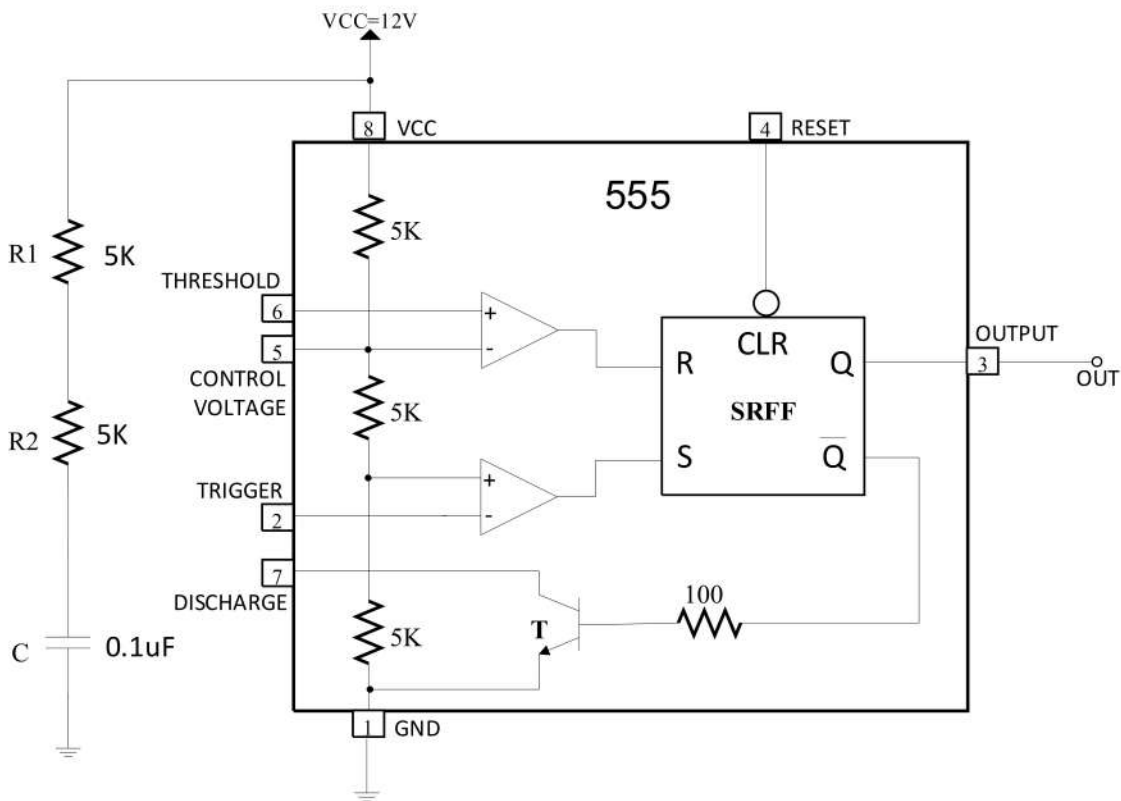 VCC=12V
8
VCC
4
RESET
555
5K
R1
5K
THRESHOLD
6
+
-
5
CONTROL
VOLTAGE
R
CLR
Q
SRFF
S
Q
OUTPUT
3
OUT
5K
R2
5K
TRIGGER
2
+
-
7
DISCHARGE
100
T
5K
C
0.1uF
1
GND